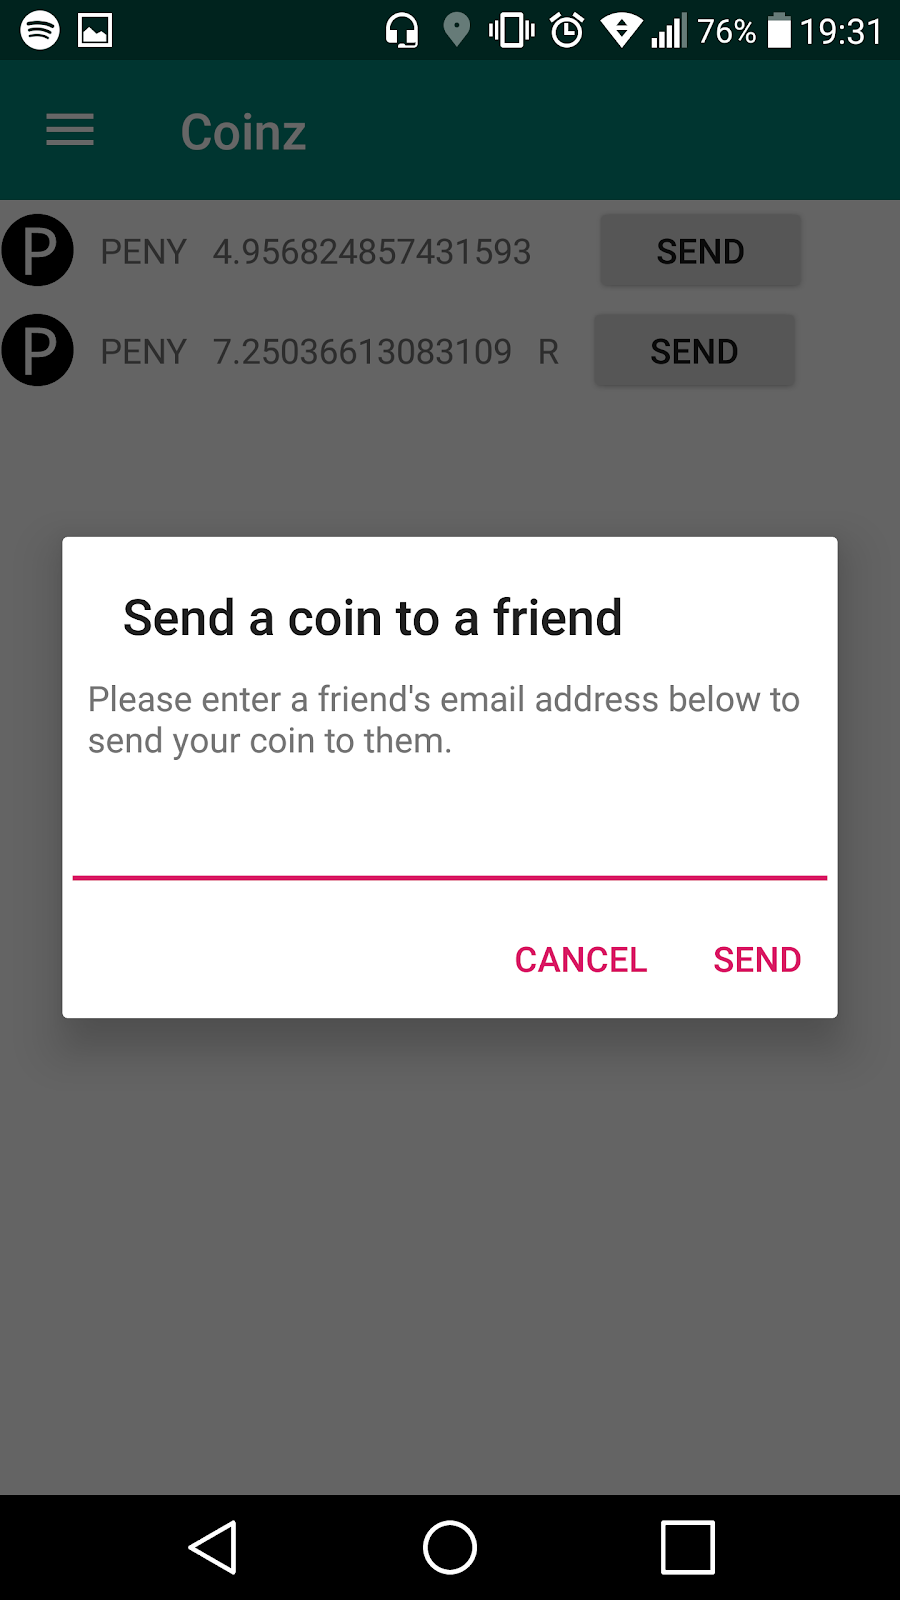 76% 19:31
Coinz
P PENY 4.956824857431593 SEND
P PENY 7.25036613083109 R SEND
Send a coin to a friend
Please enter a friend's email address below to
send your coin to them.
CANCEL SEND